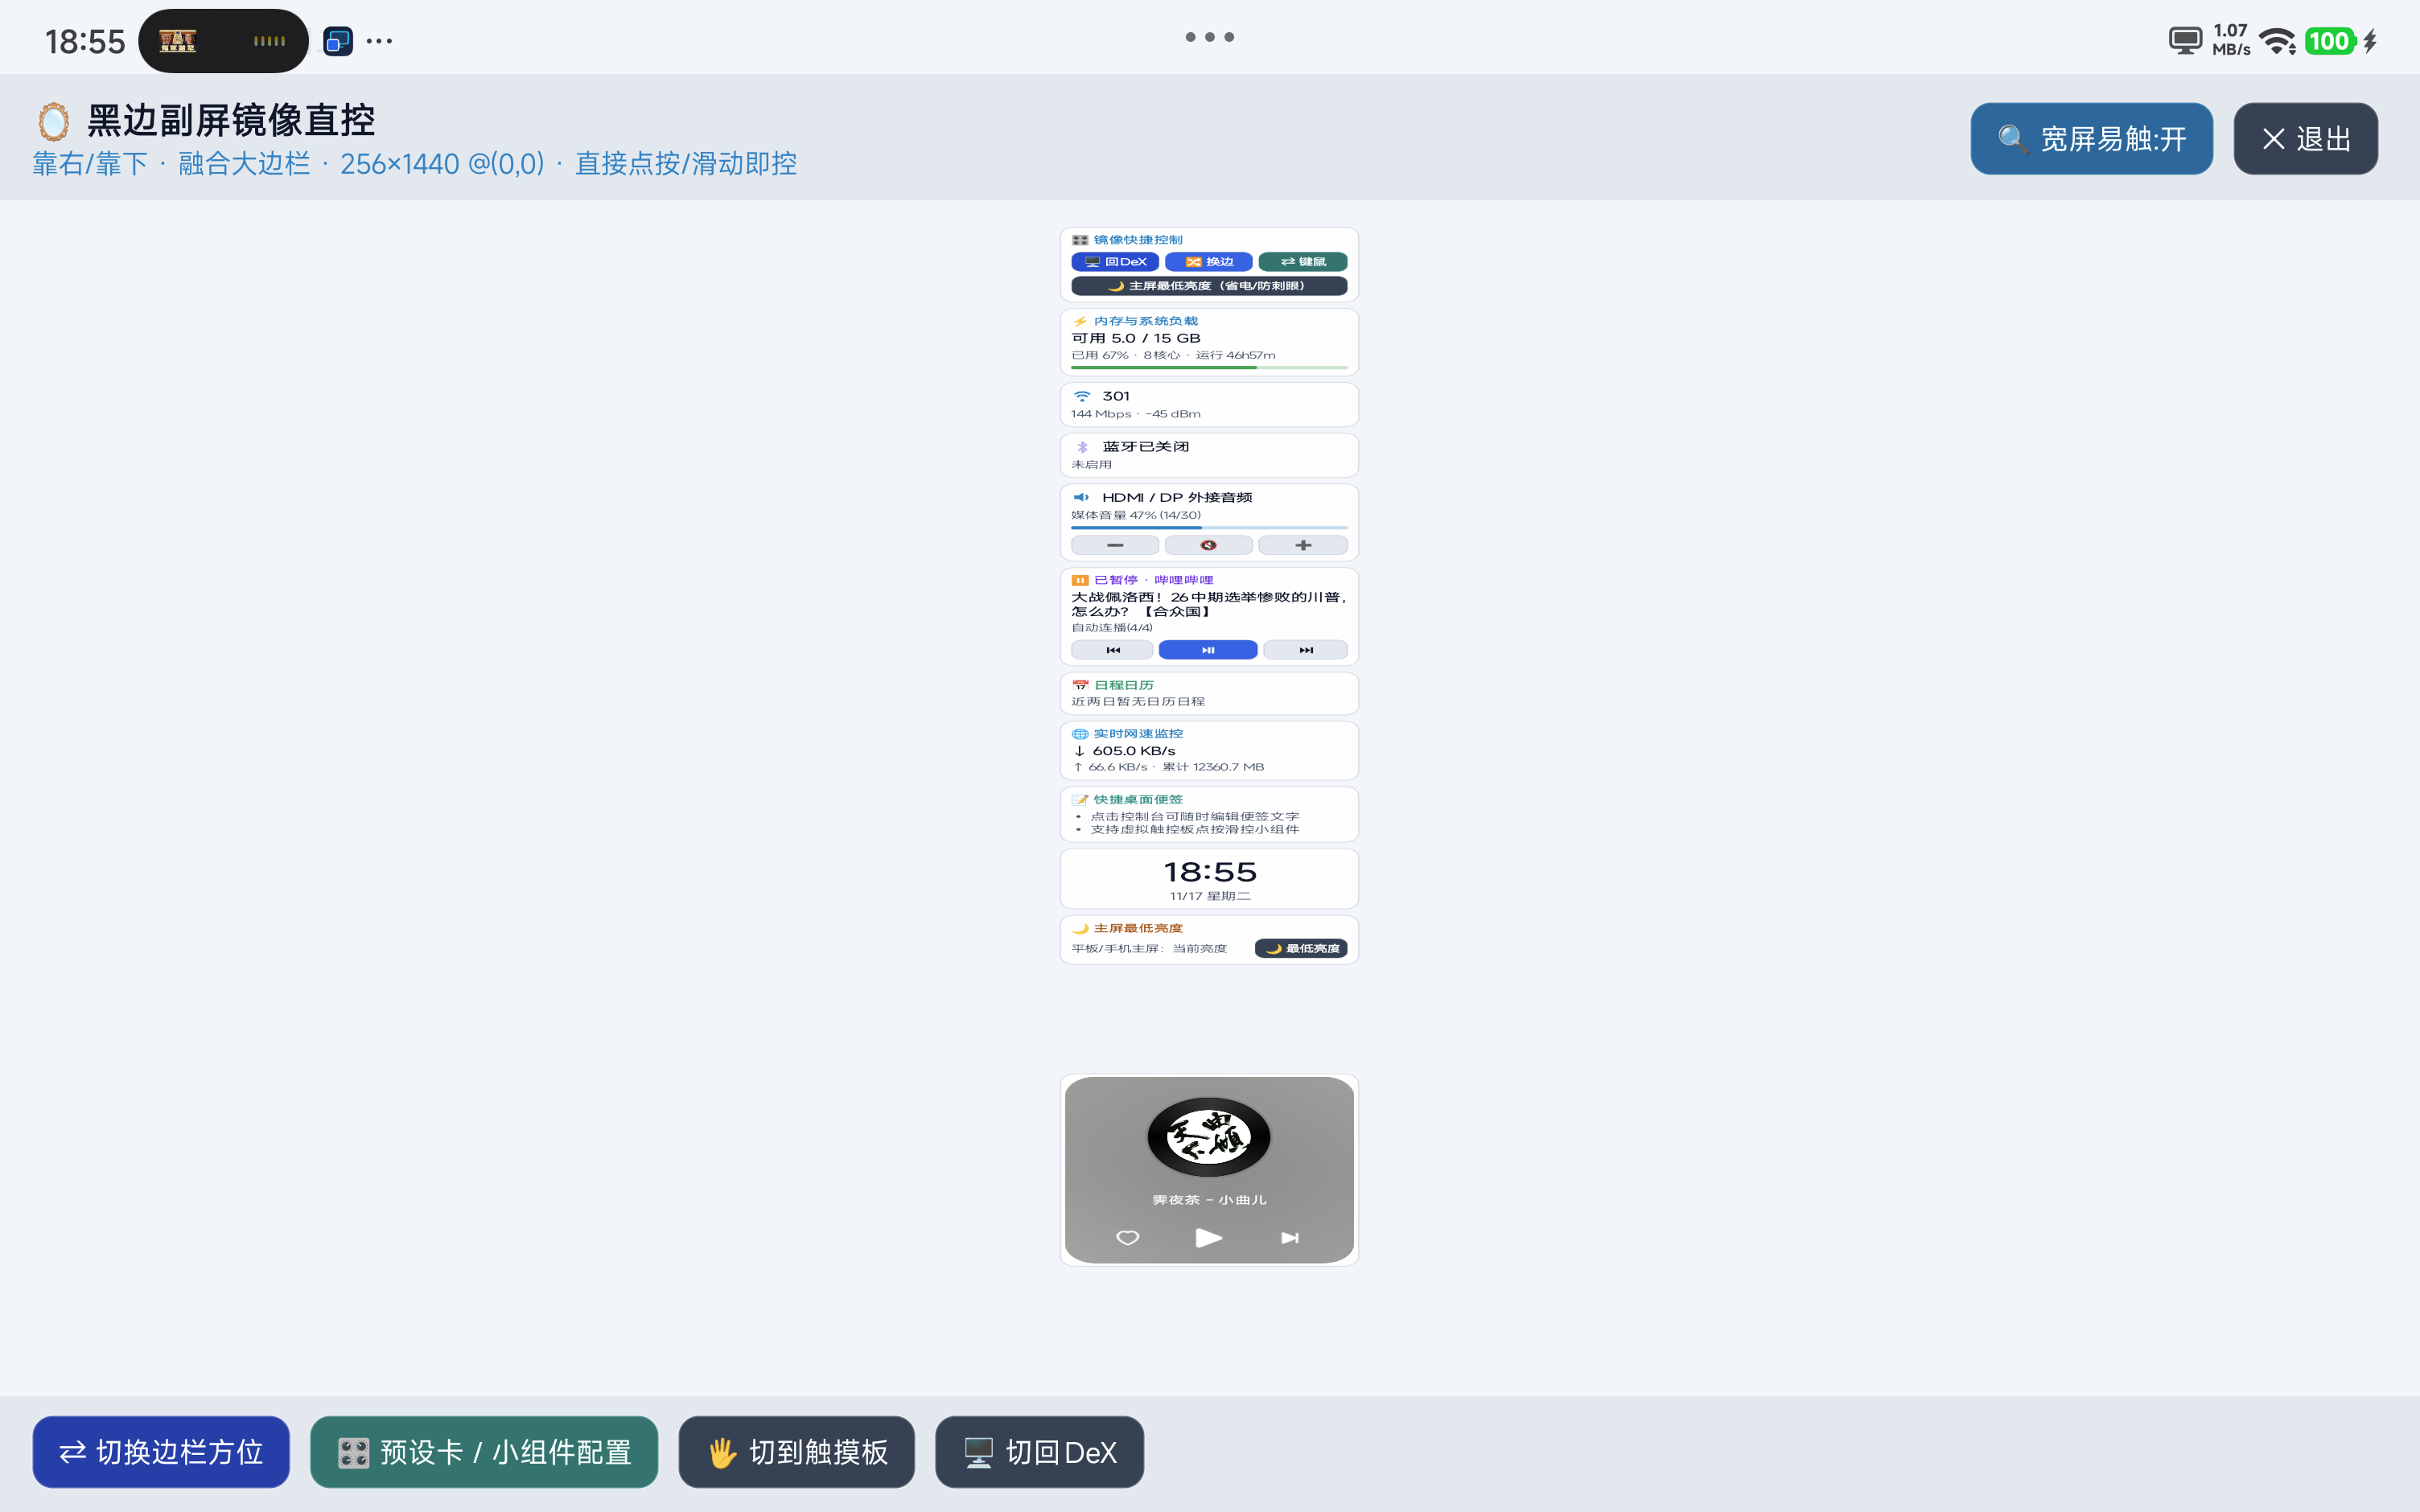 18:55
1.07
MB/s
100
黑边副屏镜像直控
靠右/靠下 · 融合大边栏 · 256×1440 @(0,0) · 直接点按/滑动即控
宽屏易触:开
✕ 退出
镜像快捷控制
回DeX
换边
⇄ 键鼠
主屏最低亮度（省电/防刺眼）
内存与系统负载
可用 5.0 / 15 GB
已用 67% · 8核心 · 运行 46h57m
301
144 Mbps · -45 dBm
蓝牙已关闭
未启用
HDMI / DP 外接音频
媒体音量 47% (14/30)
已暂停 · 哔哩哔哩
大战佩洛西！26中期选举惨败的川普，
怎么办？【合众国】
自动连播(4/4)
17
日程日历
近两日暂无日历日程
实时网速监控
↓ 605.0 KB/s
↑ 66.6 KB/s · 累计 12360.7 MB
快捷桌面便签
• 点击控制台可随时编辑便签文字
• 支持虚拟触控板点按滑控小组件
18:55
11/17 星期二
主屏最低亮度
平板/手机主屏：当前亮度
最低亮度
霁夜茶 - 小曲儿
⇄ 切换边栏方位
预设卡 / 小组件配置
切到触摸板
切回DeX